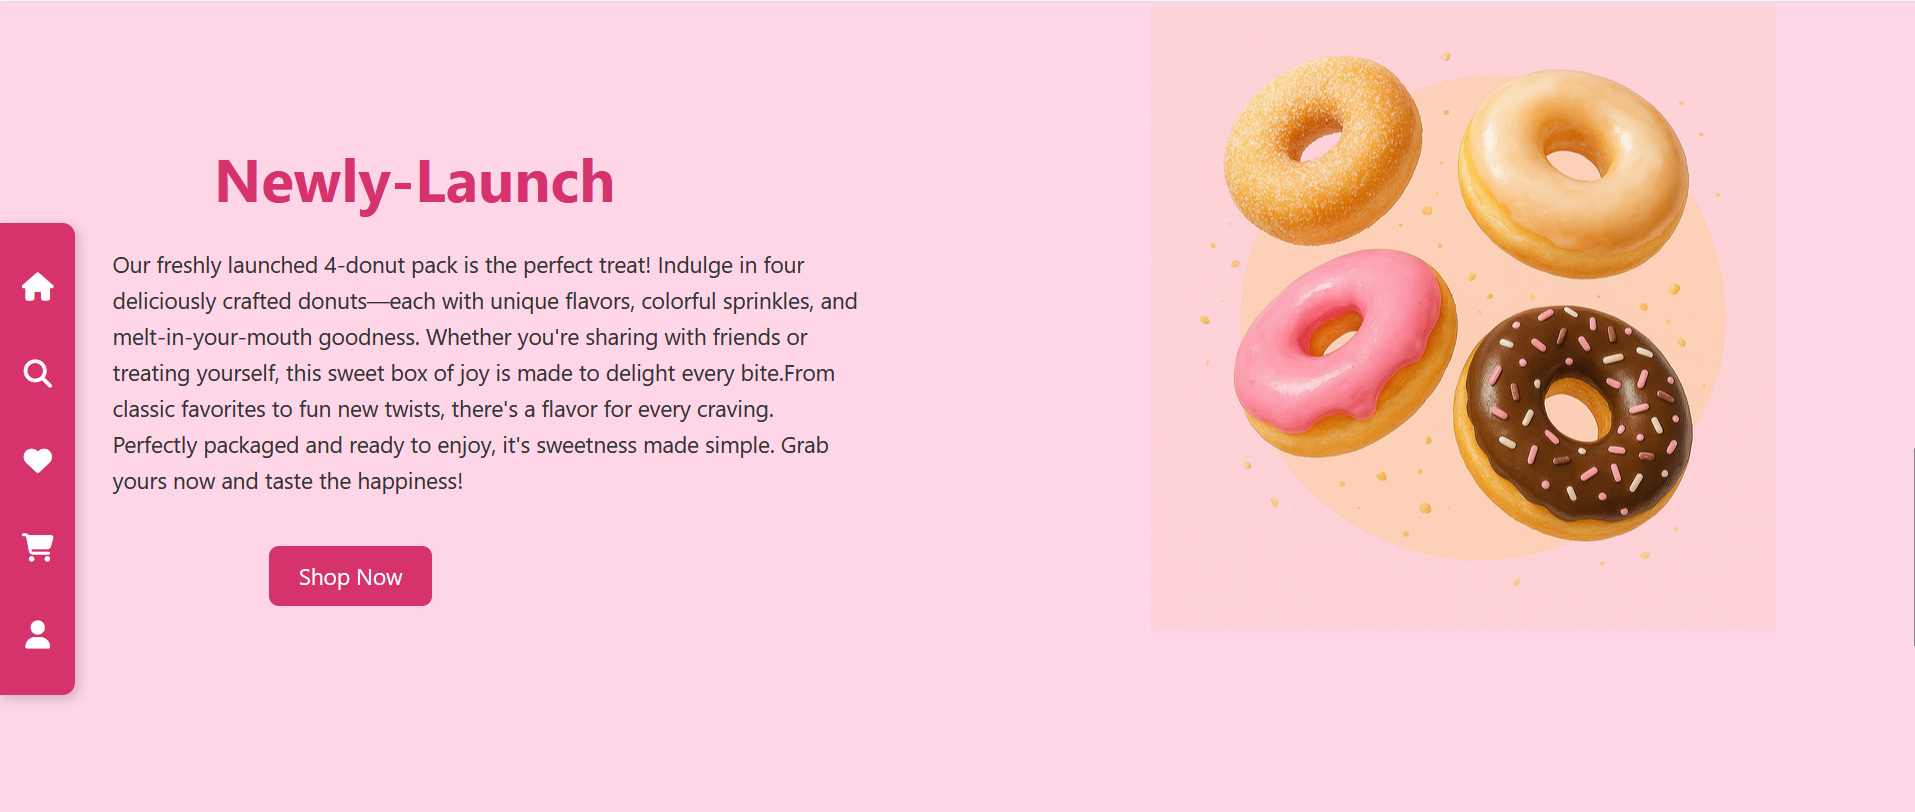 Newly-Launch
Our freshly launched 4-donut pack is the perfect treat! Indulge in four
deliciously crafted donuts—each with unique flavors, colorful sprinkles, and
melt-in-your-mouth goodness. Whether you're sharing with friends or
treating yourself, this sweet box of joy is made to delight every bite.From
classic favorites to fun new twists, there's a flavor for every craving.
Perfectly packaged and ready to enjoy, it's sweetness made simple. Grab
yours now and taste the happiness!
Shop Now